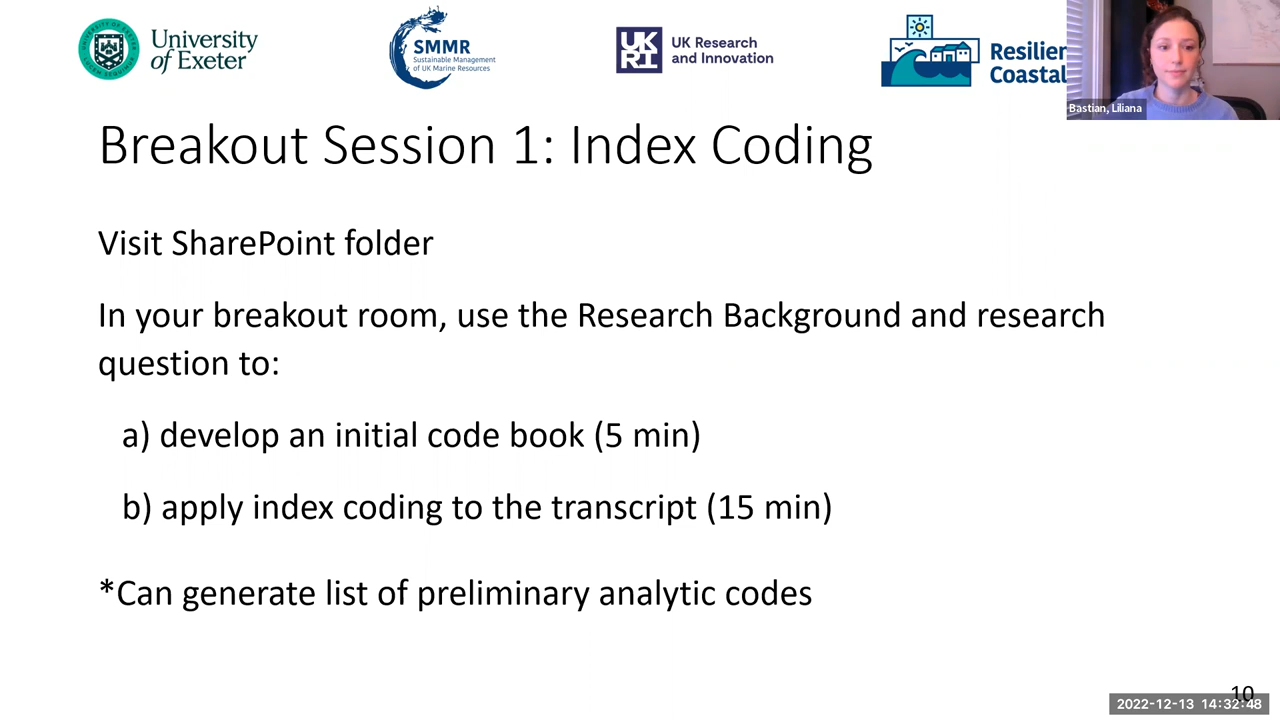 University
of Exeter
SMMR
Sustainable Management
of UK Marine Resources
UK
RI
UK Research
and Innovation
Resilien
Coastal
Bastian, Liliana
Breakout Session 1: Index Coding
Visit SharePoint folder
In your breakout room, use the Research Background and research
question to:
a) develop an initial code book (5 min)
b) apply index coding to the transcript (15 min)
*Can generate list of preliminary analytic codes
10
2022-12-13 14:32:48